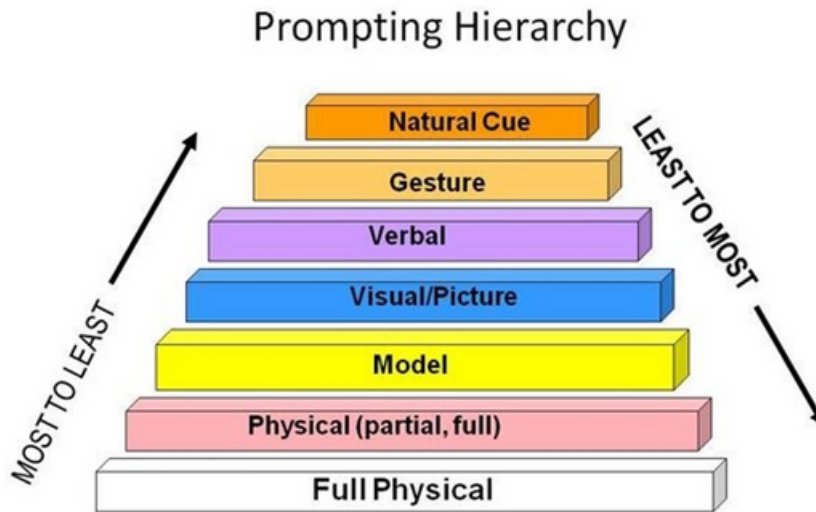 Prompting Hierarchy
Natural Cue
Gesture
Verbal
Visual/Picture
Model
Physical (partial, full)
Full Physical
MOST TO LEAST
LEAST TO MOST